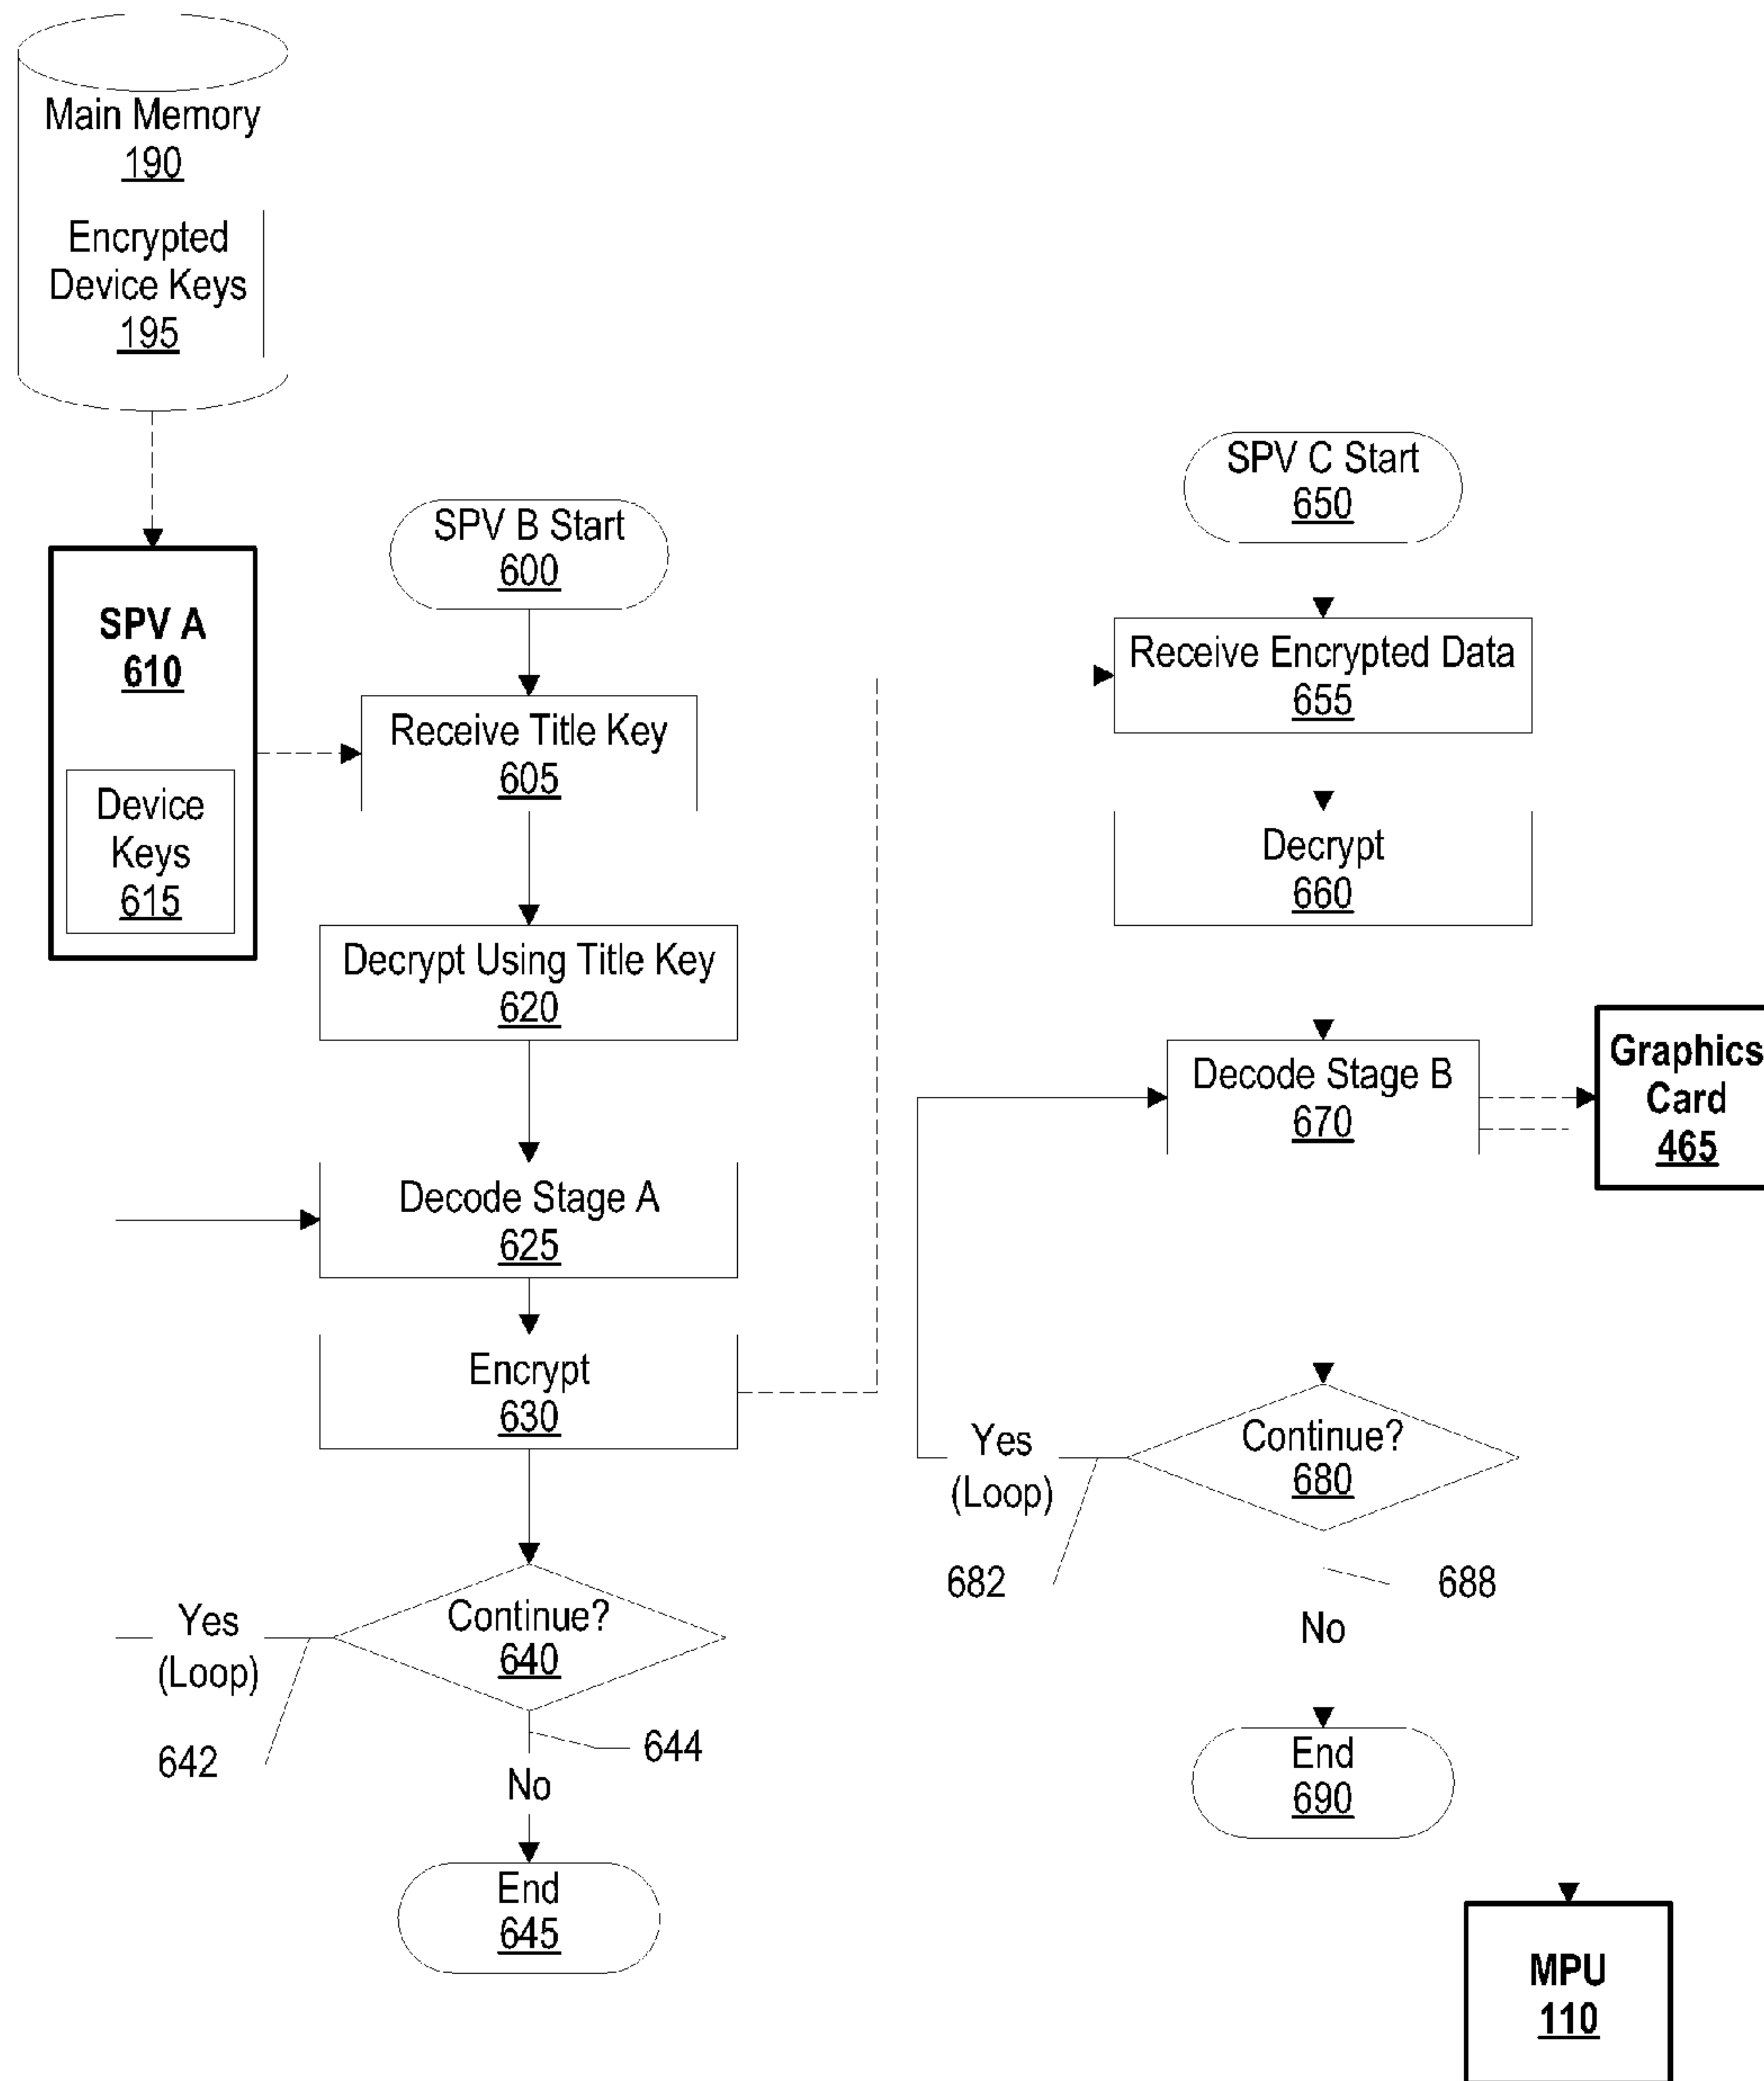 Main Memory
190
Encrypted
Device Keys
195
SPV A
610
Device
Keys
615
SPV B Start
600
Receive Title Key
605
Decrypt Using Title Key
620
Decode Stage A
625
Encrypt
630
Continue?
640
Yes
(Loop)
642
644
No
End
645
SPV C Start
650
Receive Encrypted Data
655
Decrypt
660
Decode Stage B
670
Graphics
Card
465
Continue?
680
Yes
(Loop)
682
688
No
End
690
MPU
110